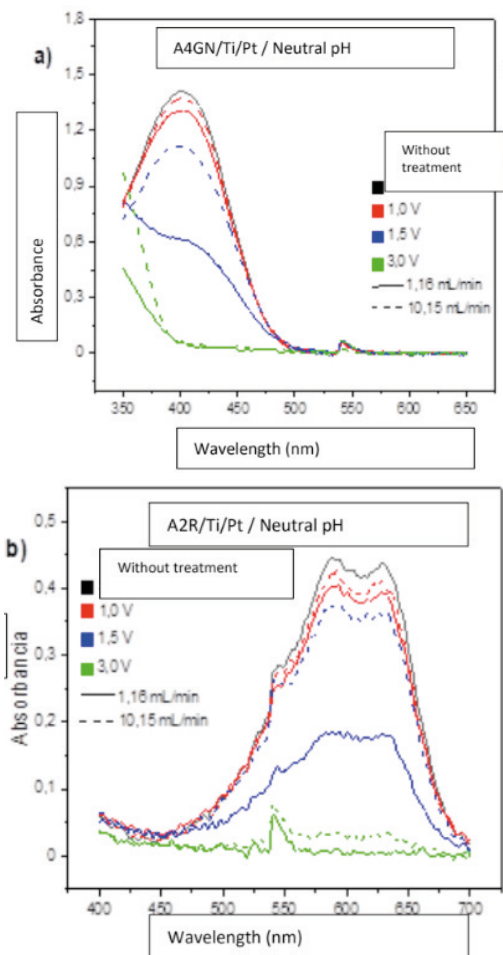 a)
A4GN/Ti/Pt / Neutral pH
1,8
1,5
1,2
0,9
0,6
0,3
0
Absorbance
Without
treatment
1,0 V
1,5 V
3,0 V
1,16 mL/min
10,15 mL/min
350 400 450 500 550 600 650
Wavelength (nm)
b)
A2R/Ti/Pt / Neutral pH
0,5
0,4
0,3
0,2
0,1
0
Absorbancia
Without treatment
1,0 V
1,5 V
3,0 V
1,16 mL/min
10,15 mL/min
400 450 500 550 600 650 700
Wavelength (nm)